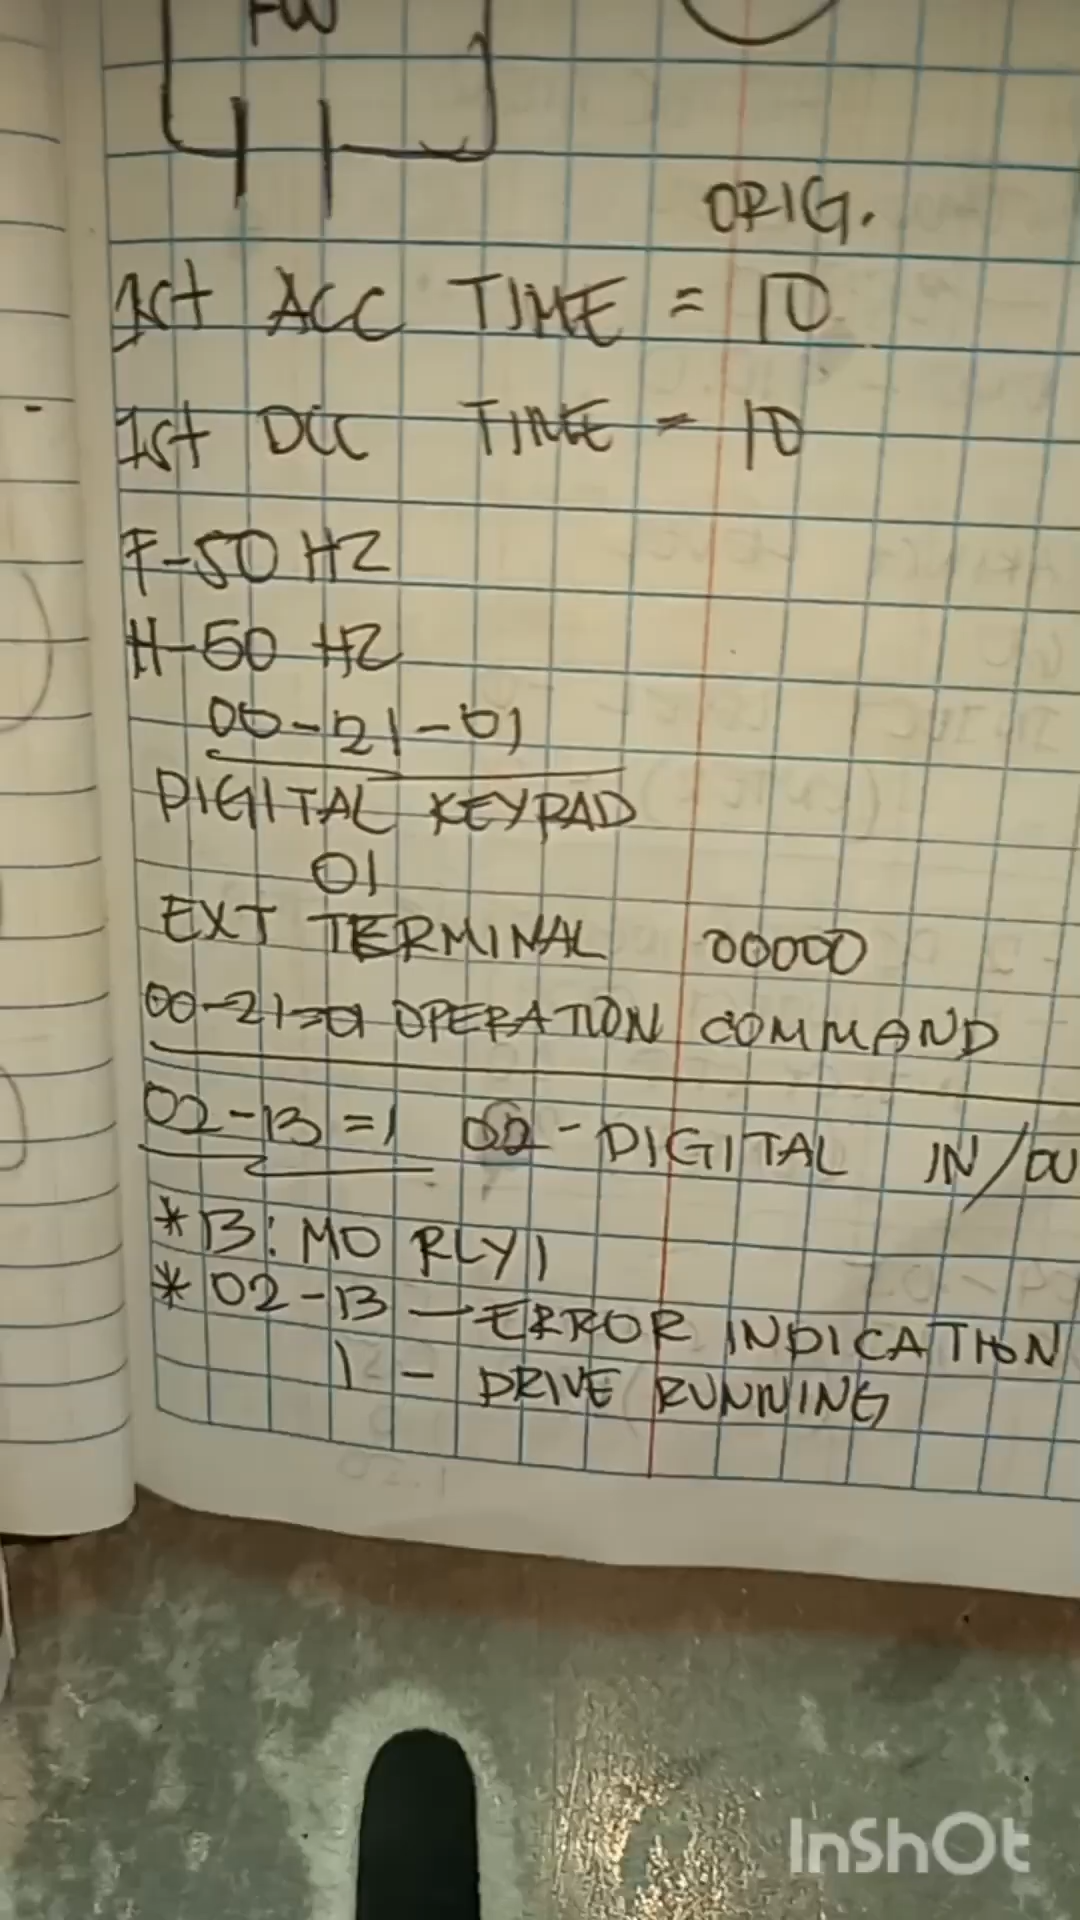 FW
ORIG.
1st ACC TIME = 10
1st DCC TIME = 10
F-50 HZ
H-50 HZ
00-21-01
DIGITAL KEYPAD
01
EXT TERMINAL 00000
00-21=01 OPERATION COMMAND
02-13=1 02- DIGITAL IN/OU
*13: MO RLY1
*02-13 — ERROR INDICATION
1 - DRIVE RUNNING
InShOt